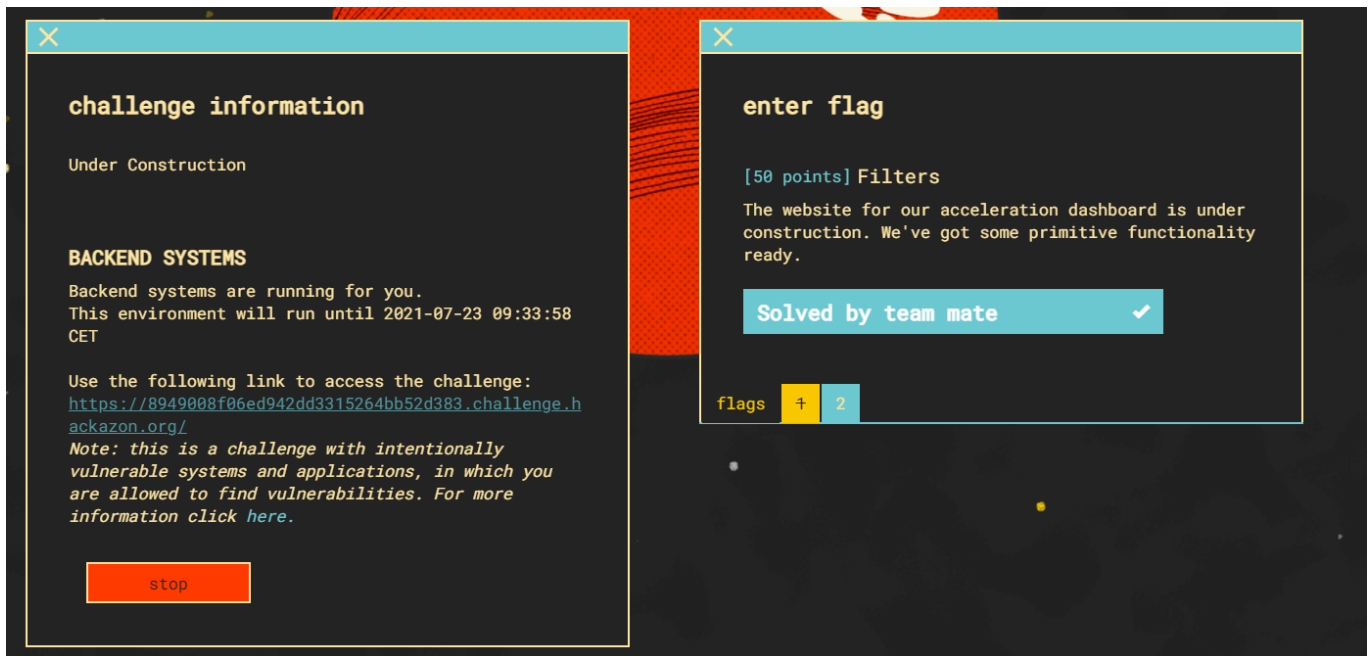 challenge information
Under Construction
BACKEND SYSTEMS
Backend systems are running for you.
This environment will run until 2021-07-23 09:33:58
CET
Use the following link to access the challenge:
https://8949008f06ed942dd3315264bb52d383.challenge.h
ackazon.org/
Note: this is a challenge with intentionally
vulnerable systems and applications, in which you
are allowed to find vulnerabilities. For more
information click here.
stop
enter flag
[50 points] Filters
The website for our acceleration dashboard is under
construction. We've got some primitive functionality
ready.
Solved by team mate
flags 1 2